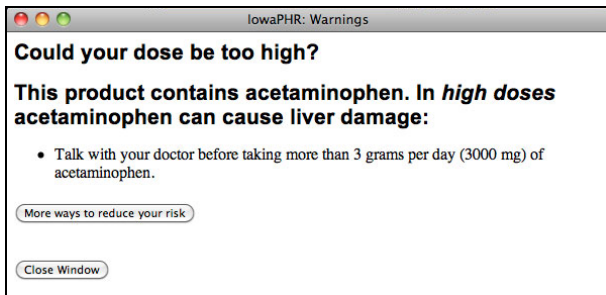 IowaPHR: Warnings
Could your dose be too high?
This product contains acetaminophen. In high doses
acetaminophen can cause liver damage:
• Talk with your doctor before taking more than 3 grams per day (3000 mg) of
acetaminophen.
More ways to reduce your risk
Close Window